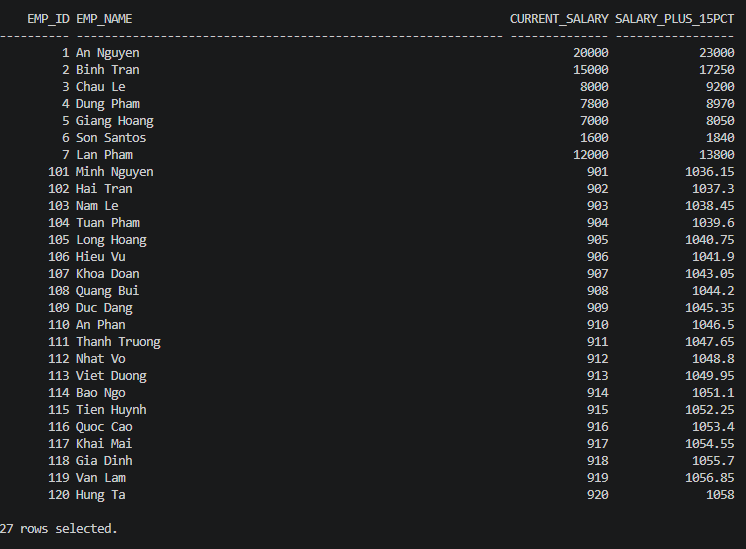 EMP_ID EMP_NAME CURRENT_SALARY SALARY_PLUS_15PCT
---------- ------------------------------------------------------------- -------------- -----------------
1 An Nguyen 20000 23000
2 Binh Tran 15000 17250
3 Chau Le 8000 9200
4 Dung Pham 7800 8970
5 Giang Hoang 7000 8050
6 Son Santos 1600 1840
7 Lan Pham 12000 13800
101 Minh Nguyen 901 1036.15
102 Hai Tran 902 1037.3
103 Nam Le 903 1038.45
104 Tuan Pham 904 1039.6
105 Long Hoang 905 1040.75
106 Hieu Vu 906 1041.9
107 Khoa Doan 907 1043.05
108 Quang Bui 908 1044.2
109 Duc Dang 909 1045.35
110 An Phan 910 1046.5
111 Thanh Truong 911 1047.65
112 Nhat Vo 912 1048.8
113 Viet Duong 913 1049.95
114 Bao Ngo 914 1051.1
115 Tien Huynh 915 1052.25
116 Quoc Cao 916 1053.4
117 Khai Mai 917 1054.55
118 Gia Dinh 918 1055.7
119 Van Lam 919 1056.85
120 Hung Ta 920 1058
27 rows selected.